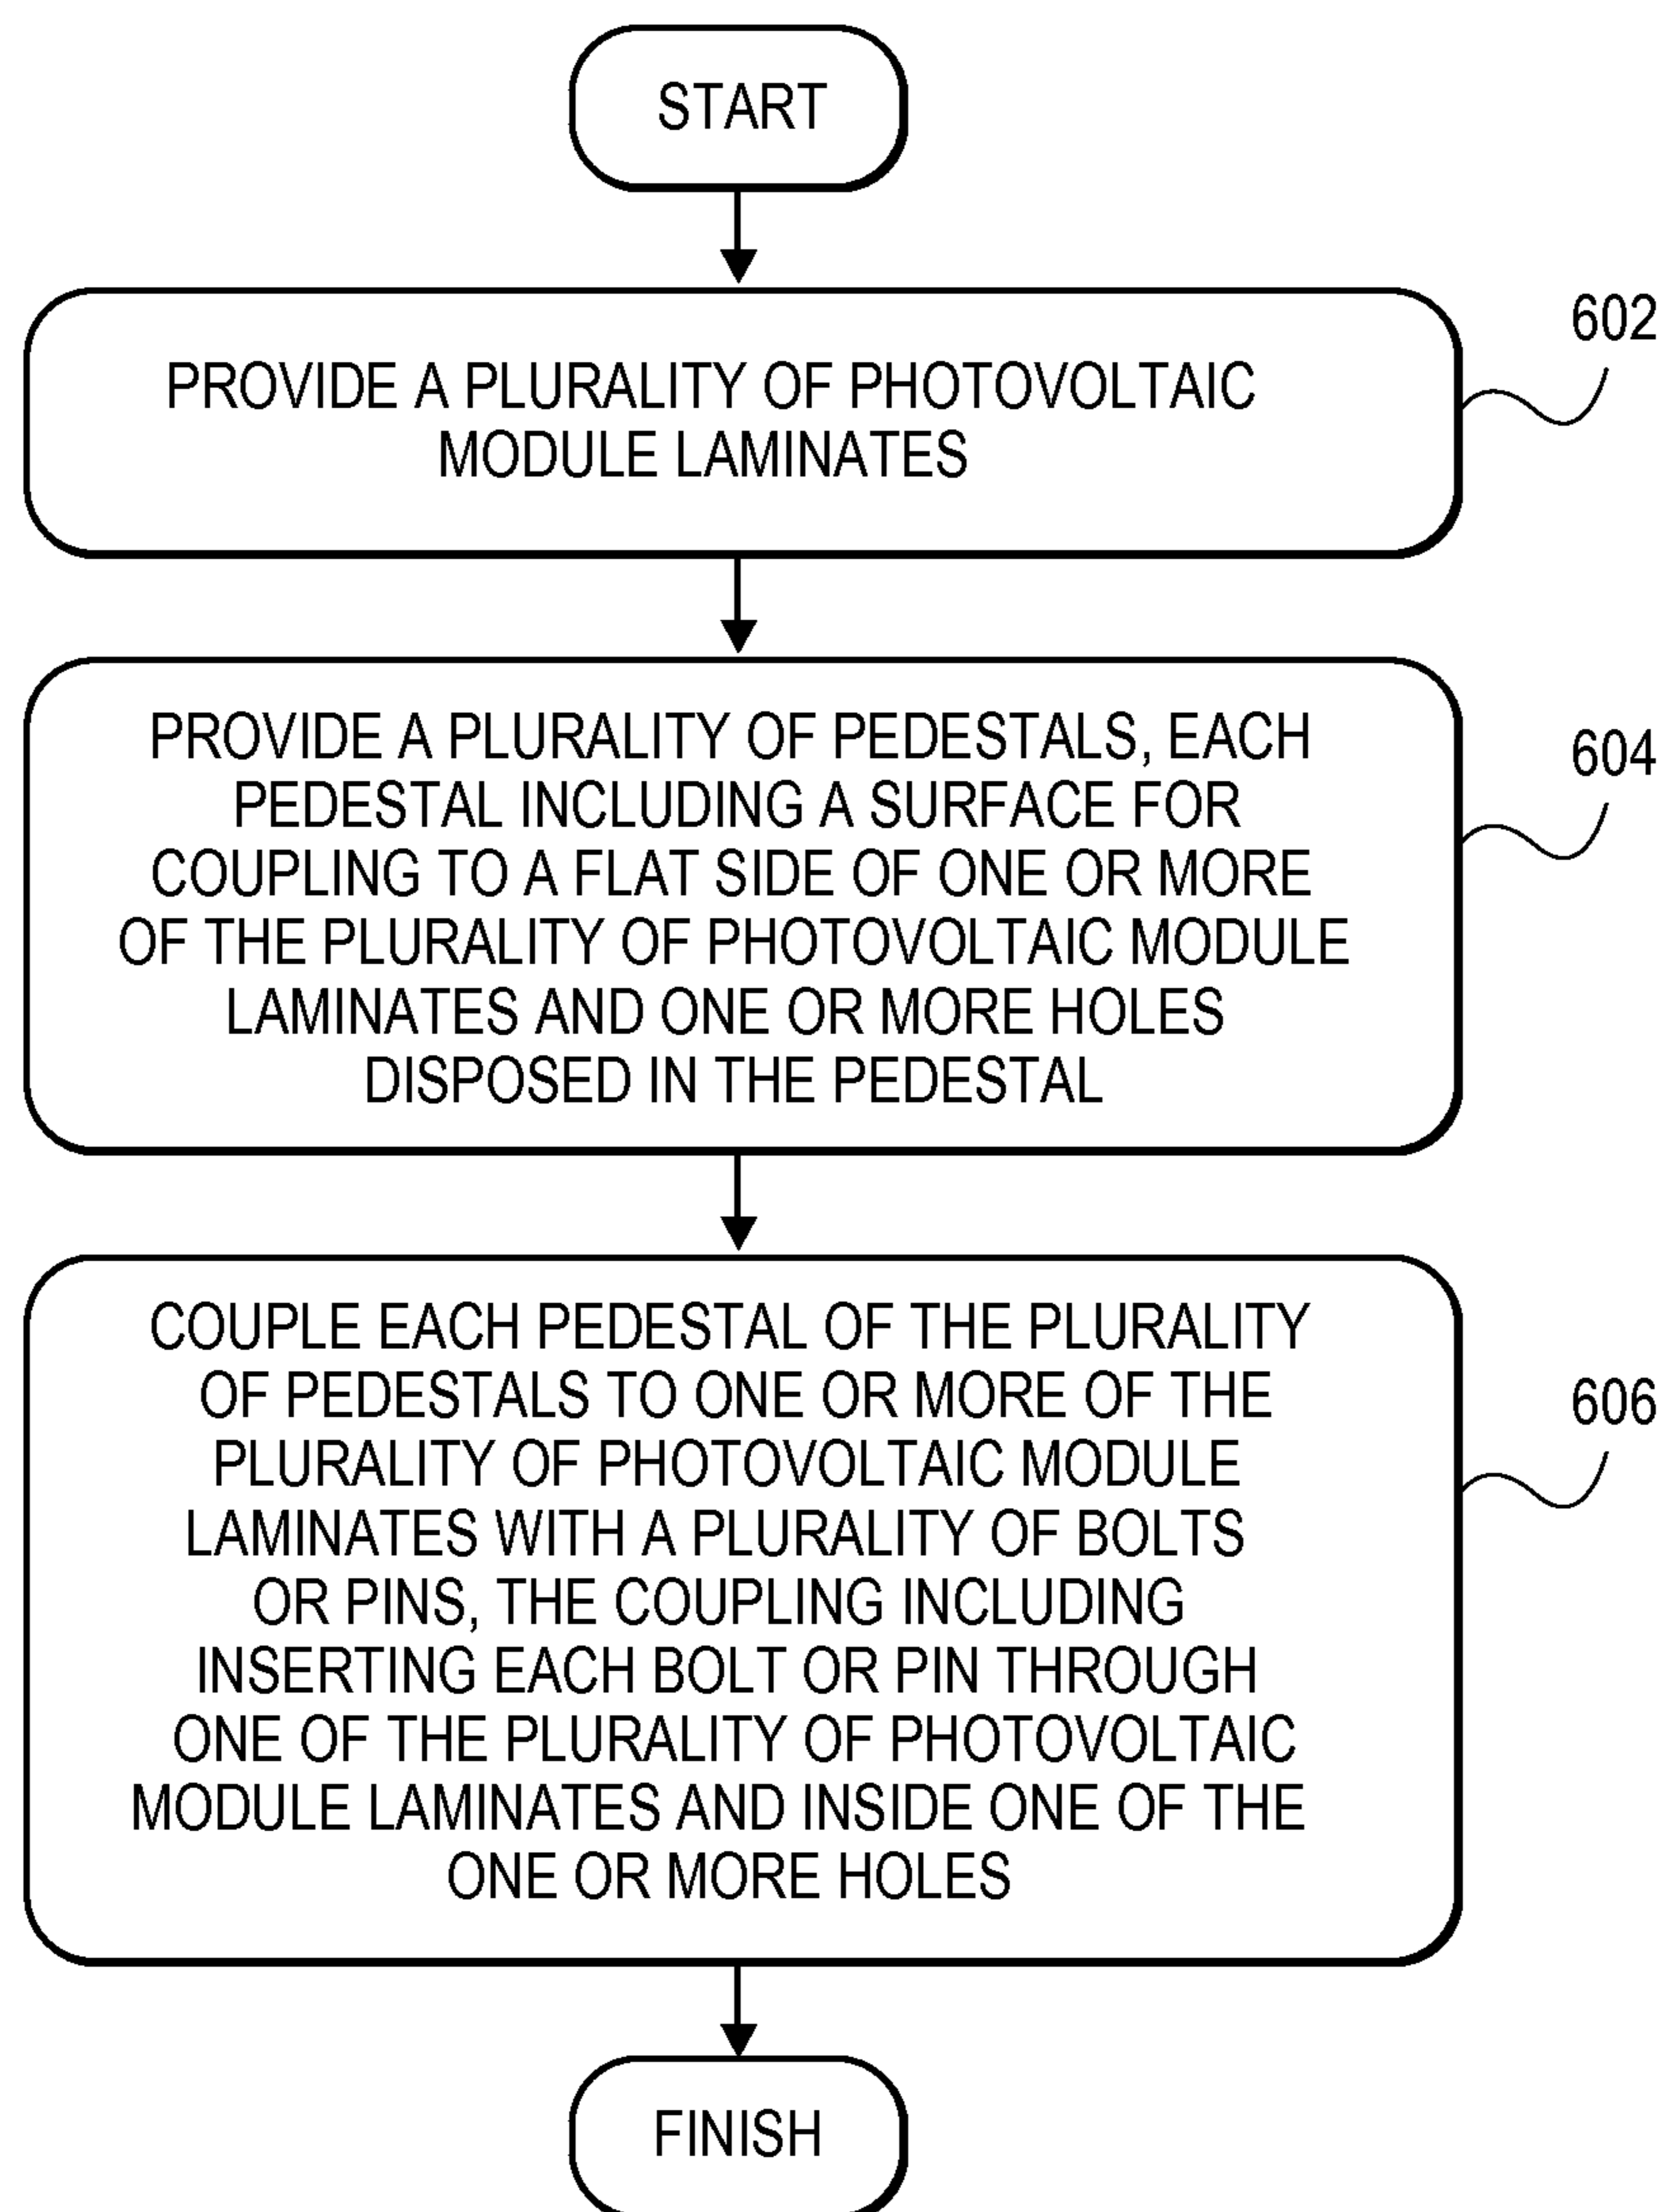 START
602
PROVIDE A PLURALITY OF PHOTOVOLTAIC
MODULE LAMINATES
604
PROVIDE A PLURALITY OF PEDESTALS, EACH
PEDESTAL INCLUDING A SURFACE FOR
COUPLING TO A FLAT SIDE OF ONE OR MORE
OF THE PLURALITY OF PHOTOVOLTAIC MODULE
LAMINATES AND ONE OR MORE HOLES
DISPOSED IN THE PEDESTAL
606
COUPLE EACH PEDESTAL OF THE PLURALITY
OF PEDESTALS TO ONE OR MORE OF THE
PLURALITY OF PHOTOVOLTAIC MODULE
LAMINATES WITH A PLURALITY OF BOLTS
OR PINS, THE COUPLING INCLUDING
INSERTING EACH BOLT OR PIN THROUGH
ONE OF THE PLURALITY OF PHOTOVOLTAIC
MODULE LAMINATES AND INSIDE ONE OF THE
ONE OR MORE HOLES
FINISH